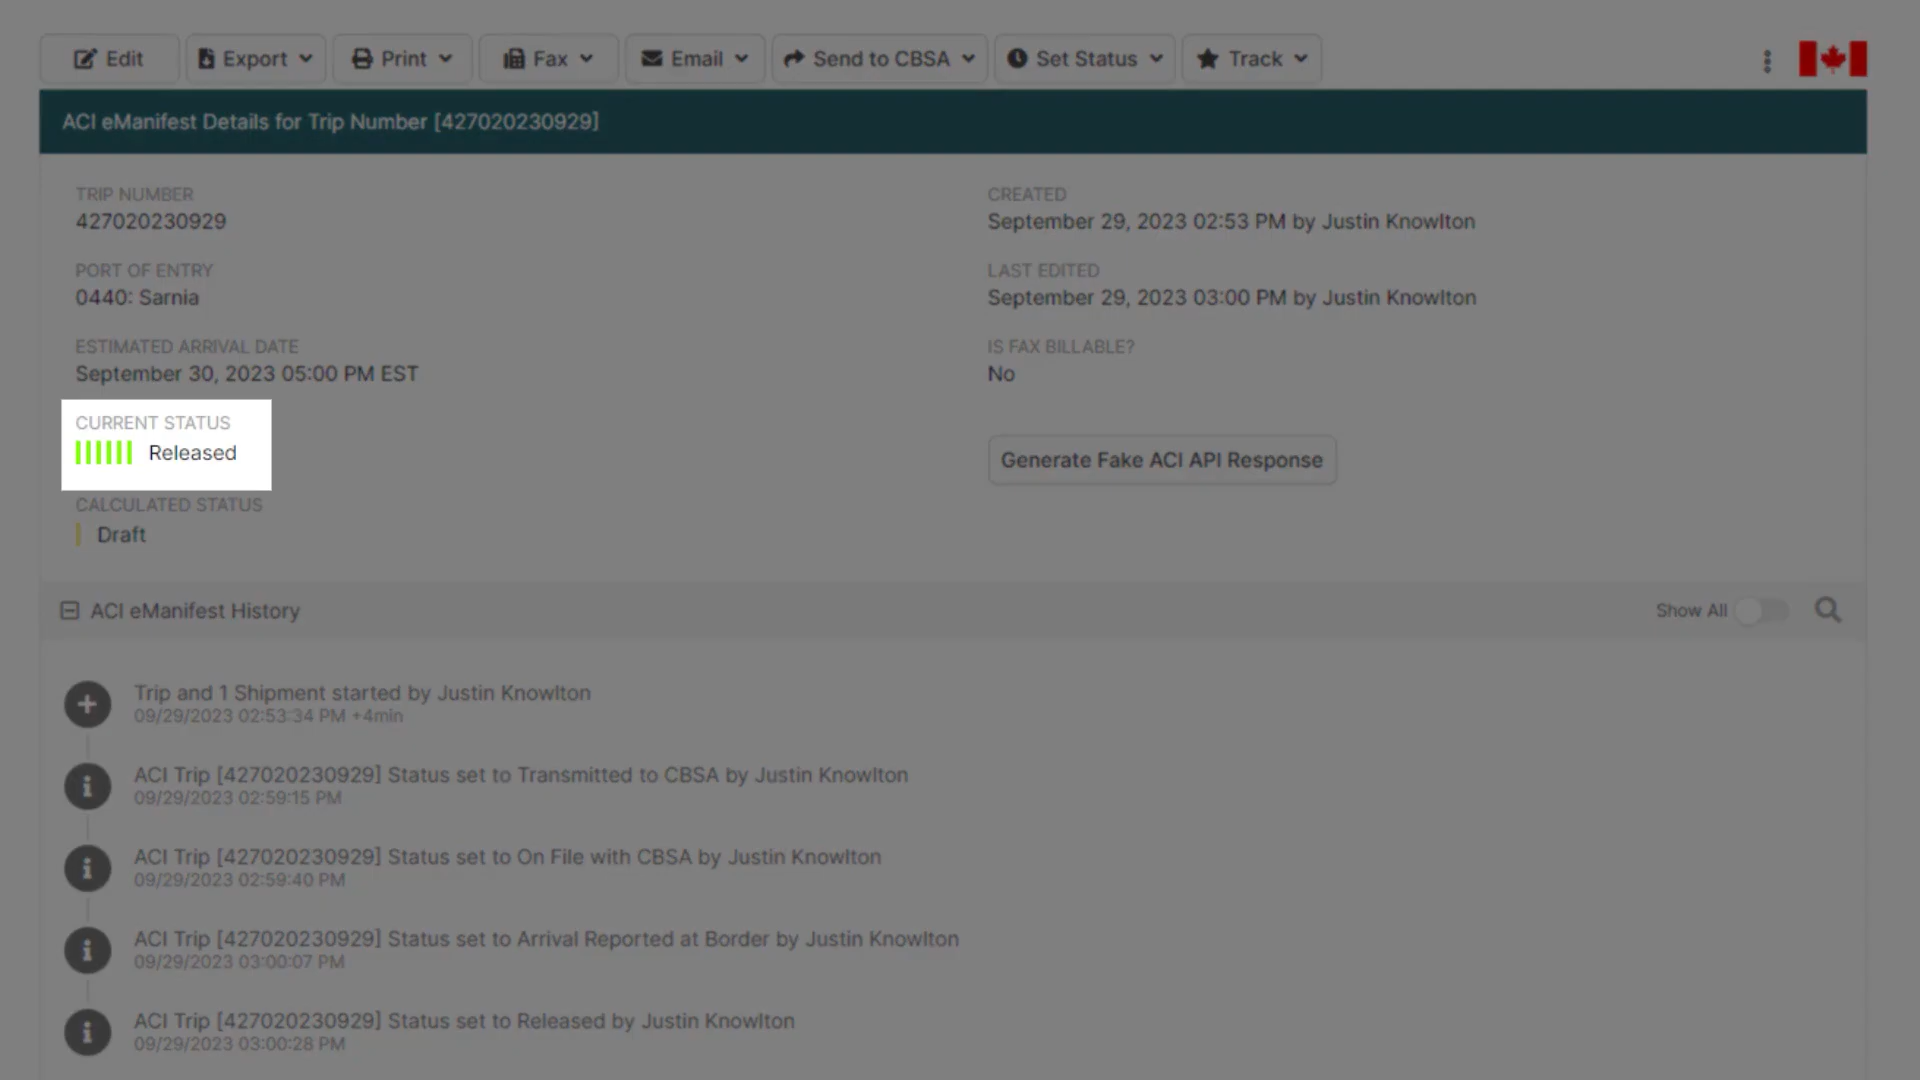 Edit Export Print Fax Email Send to CBSA Set Status Track
ACI eManifest Details for Trip Number [427020230929]
TRIP NUMBER
427020230929
PORT OF ENTRY
0440: Sarnia
ESTIMATED ARRIVAL DATE
September 30, 2023 05:00 PM EST
CURRENT STATUS
Released
CALCULATED STATUS
Draft
CREATED
September 29, 2023 02:53 PM by Justin Knowlton
LAST EDITED
September 29, 2023 03:00 PM by Justin Knowlton
IS FAX BILLABLE?
No
Generate Fake ACI API Response
ACI eManifest History
Show All
Trip and 1 Shipment started by Justin Knowlton
09/29/2023 02:53:34 PM +4min
ACI Trip [427020230929] Status set to Transmitted to CBSA by Justin Knowlton
09/29/2023 02:59:15 PM
ACI Trip [427020230929] Status set to On File with CBSA by Justin Knowlton
09/29/2023 02:59:40 PM
ACI Trip [427020230929] Status set to Arrival Reported at Border by Justin Knowlton
09/29/2023 03:00:07 PM
ACI Trip [427020230929] Status set to Released by Justin Knowlton
09/29/2023 03:00:28 PM